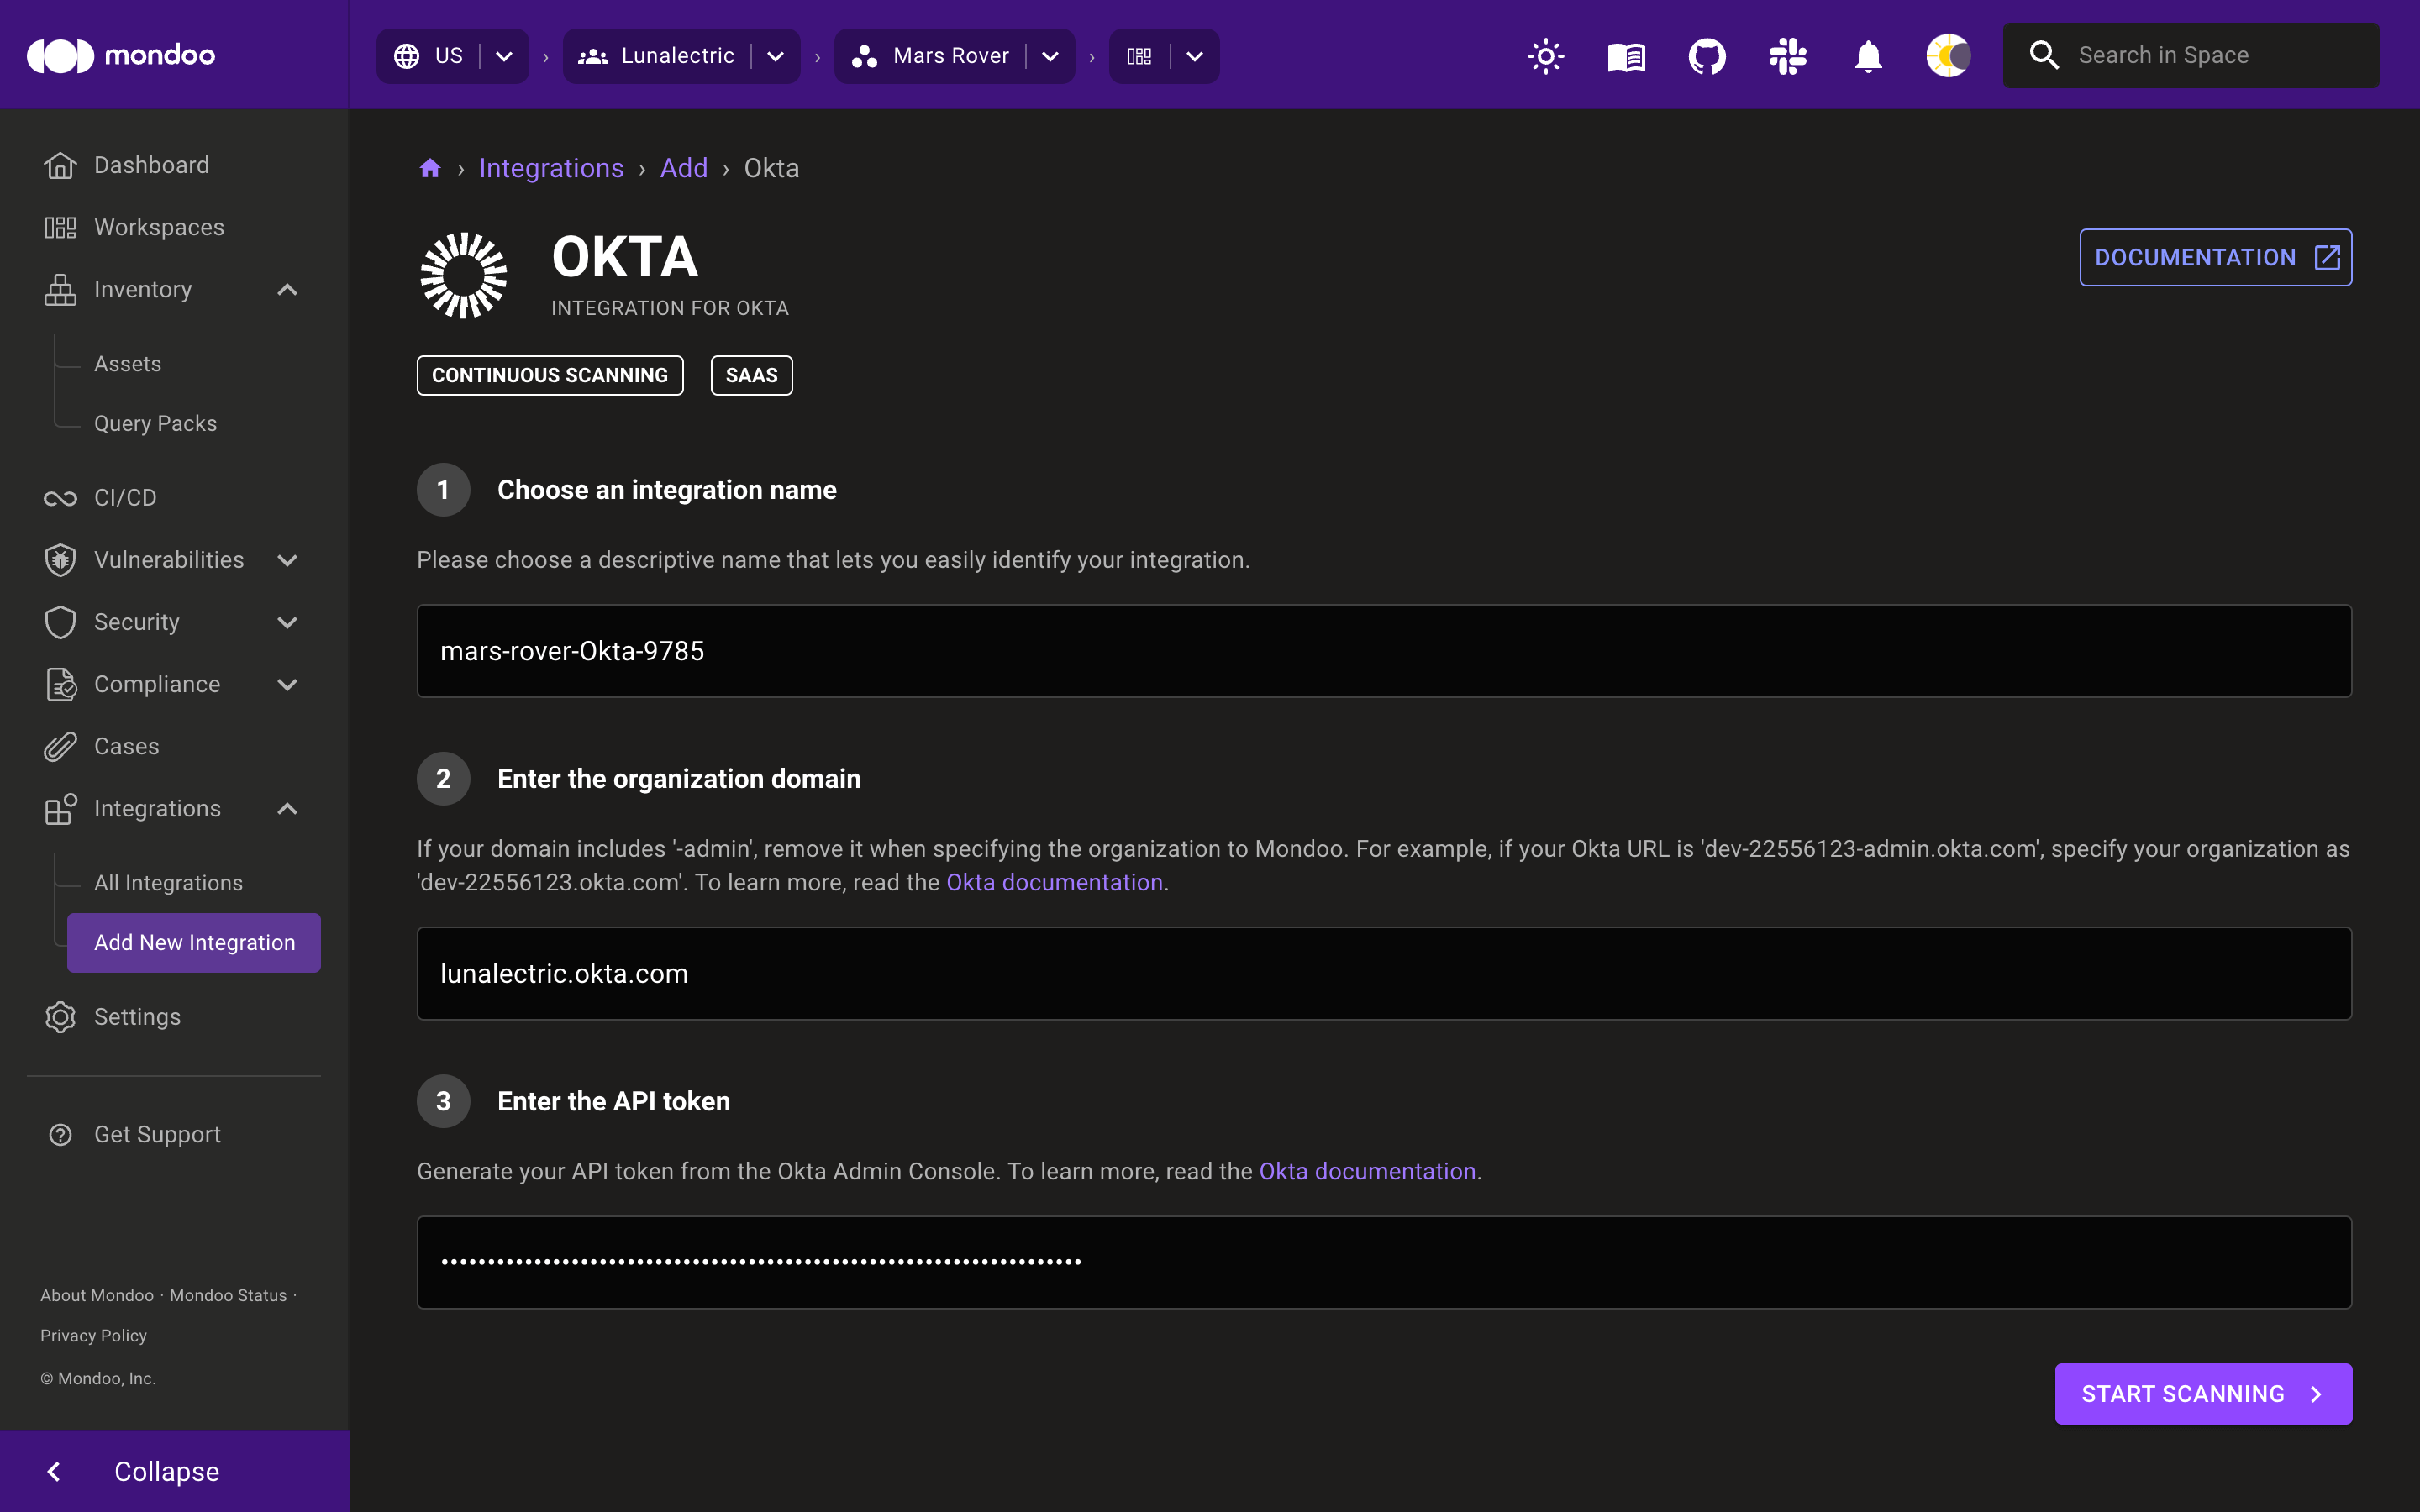 mondoo
US
Lunalectric
Mars Rover
Search in Space
Dashboard
Workspaces
Inventory
Assets
Query Packs
CI/CD
Vulnerabilities
Security
Compliance
Cases
Integrations
All Integrations
Add New Integration
Settings
Get Support
About Mondoo · Mondoo Status ·
Privacy Policy
© Mondoo, Inc.
Collapse
› Integrations › Add › Okta
OKTA
INTEGRATION FOR OKTA
DOCUMENTATION
CONTINUOUS SCANNING
SAAS
1 Choose an integration name
Please choose a descriptive name that lets you easily identify your integration.
mars-rover-Okta-9785
2 Enter the organization domain
If your domain includes '-admin', remove it when specifying the organization to Mondoo. For example, if your Okta URL is 'dev-22556123-admin.okta.com', specify your organization as
'dev-22556123.okta.com'. To learn more, read the Okta documentation.
lunalectric.okta.com
3 Enter the API token
Generate your API token from the Okta Admin Console. To learn more, read the Okta documentation.
START SCANNING